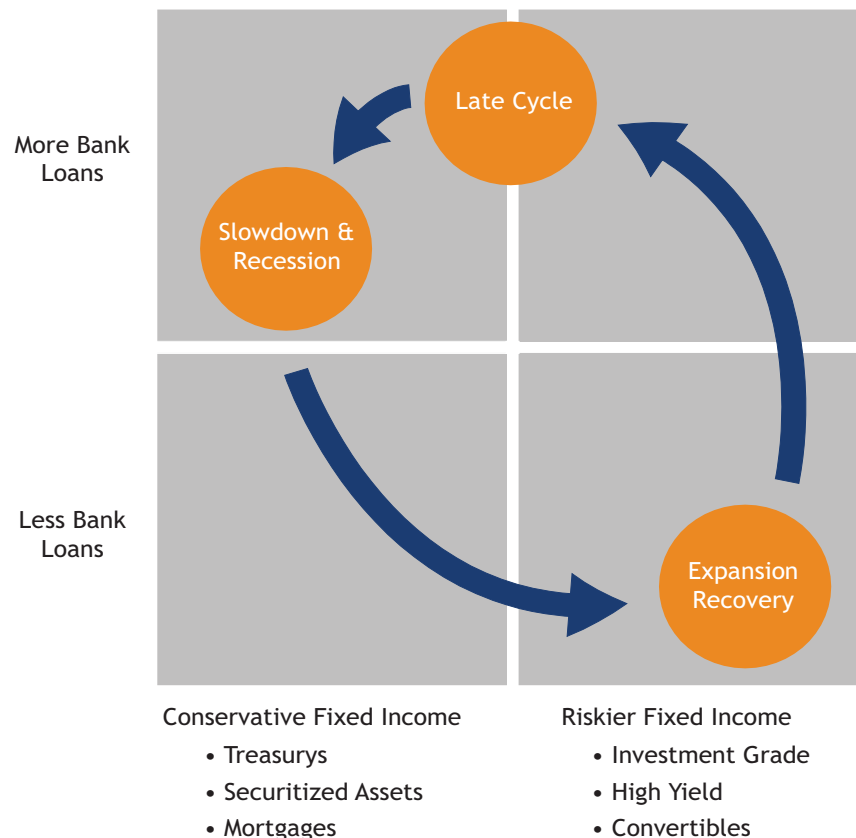 Late Cycle
More Bank
Loans
Slowdown &
Recession
Less Bank
Loans
Expansion
Recovery
Conservative Fixed Income
• Treasurys
• Securitized Assets
• Mortgages
Riskier Fixed Income
• Investment Grade
• High Yield
• Convertibles